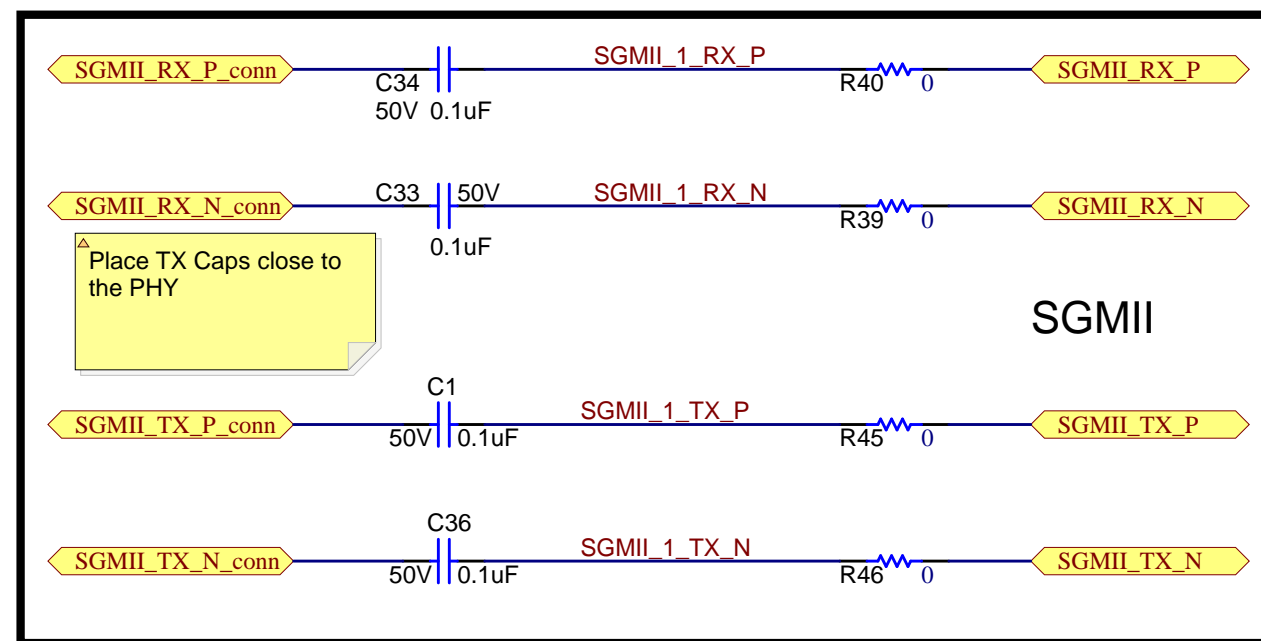 SGMII_RX_P_conn
C34
50V 0.1uF
SGMII_1_RX_P
R40 0
SGMII_RX_P
SGMII_RX_N_conn
C33 50V
0.1uF
SGMII_1_RX_N
R39 0
SGMII_RX_N
Place TX Caps close to
the PHY
SGMII
SGMII_TX_P_conn
C1
50V 0.1uF
SGMII_1_TX_P
R45 0
SGMII_TX_P
SGMII_TX_N_conn
C36
50V 0.1uF
SGMII_1_TX_N
R46 0
SGMII_TX_N